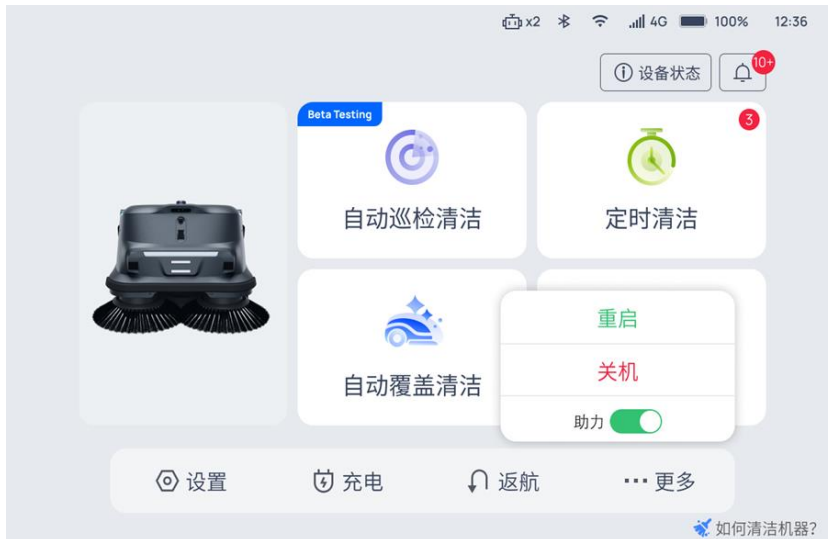 x2 4G 100% 12:36
设备状态 10+
Beta Testing
3
自动巡检清洁 定时清洁
自动覆盖清洁
重启
关机
助力
设置 充电 返航 更多
如何清洁机器?